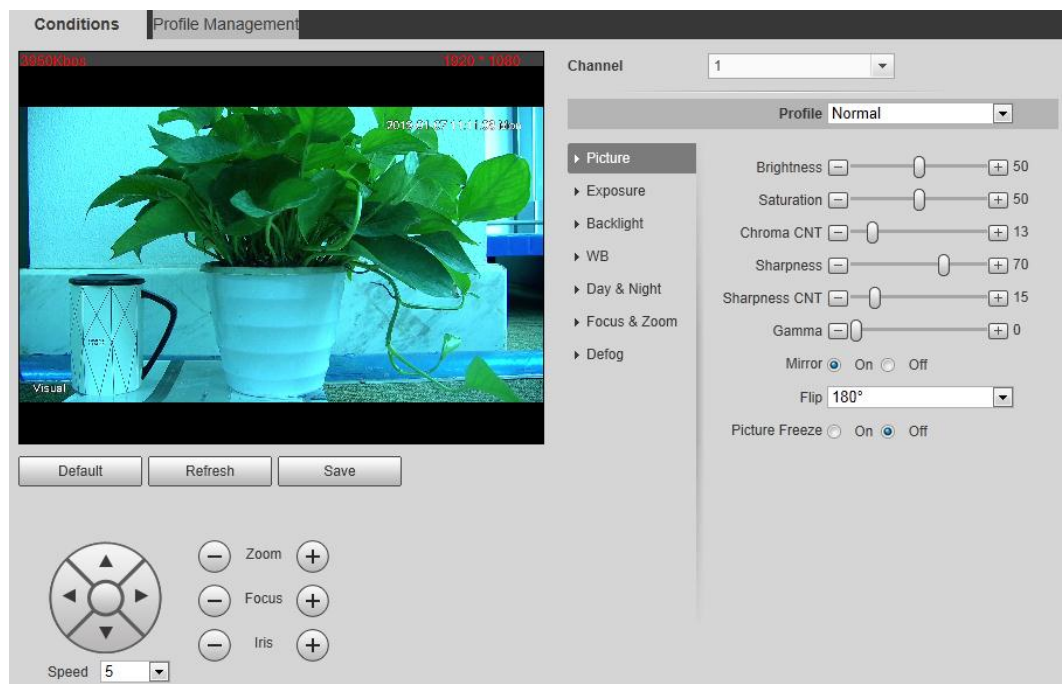 Conditions
Profile Management
3950Kbps
1920 * 1080
Visual
Default
Refresh
Save
Zoom
Focus
Iris
Speed 5
Channel 1
Profile Normal
Picture
Exposure
Backlight
WB
Day & Night
Focus & Zoom
Defog
Brightness 50
Saturation 50
Chroma CNT 13
Sharpness 70
Sharpness CNT 15
Gamma 0
Mirror On Off
Flip 180°
Picture Freeze On Off